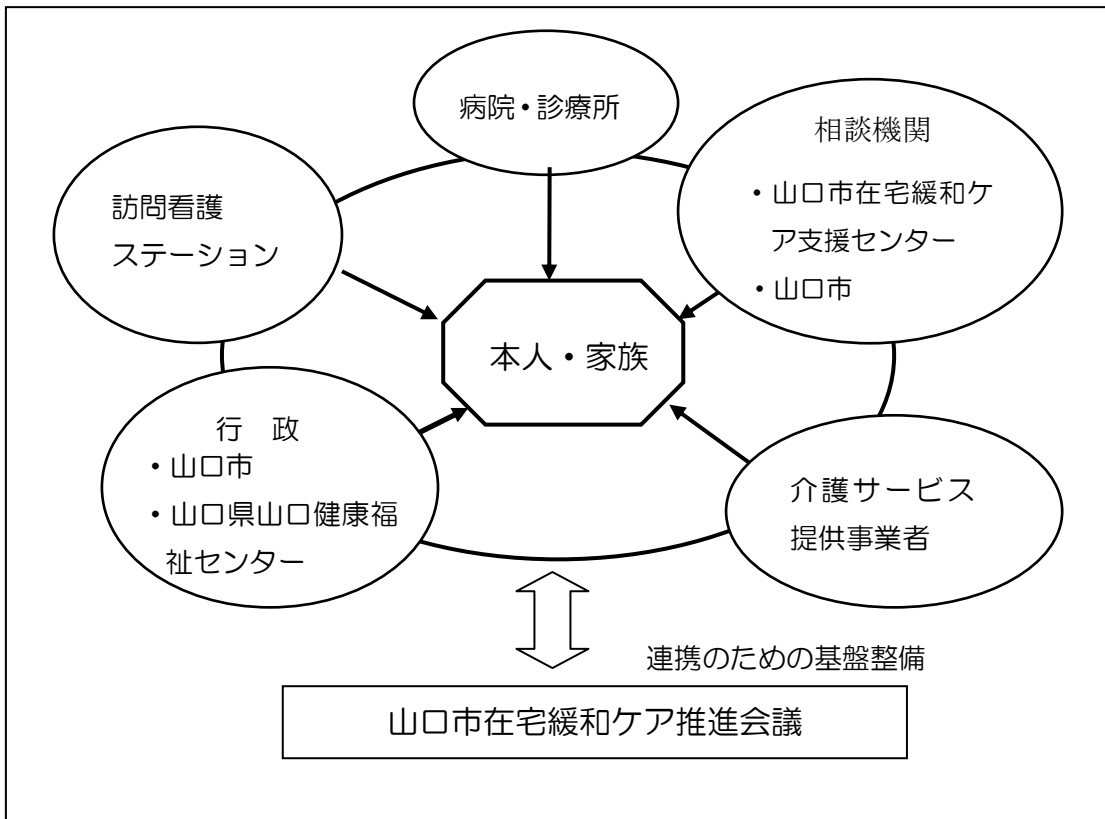 病院・診療所
相談機関
・山口市在宅緩和ケ
ア支援センター
・山口市
訪問看護
ステーション
本人・家族
行　政
・山口市
・山口県山口健康福
祉センター
介護サービス
提供事業者
連携のための基盤整備
山口市在宅緩和ケア推進会議